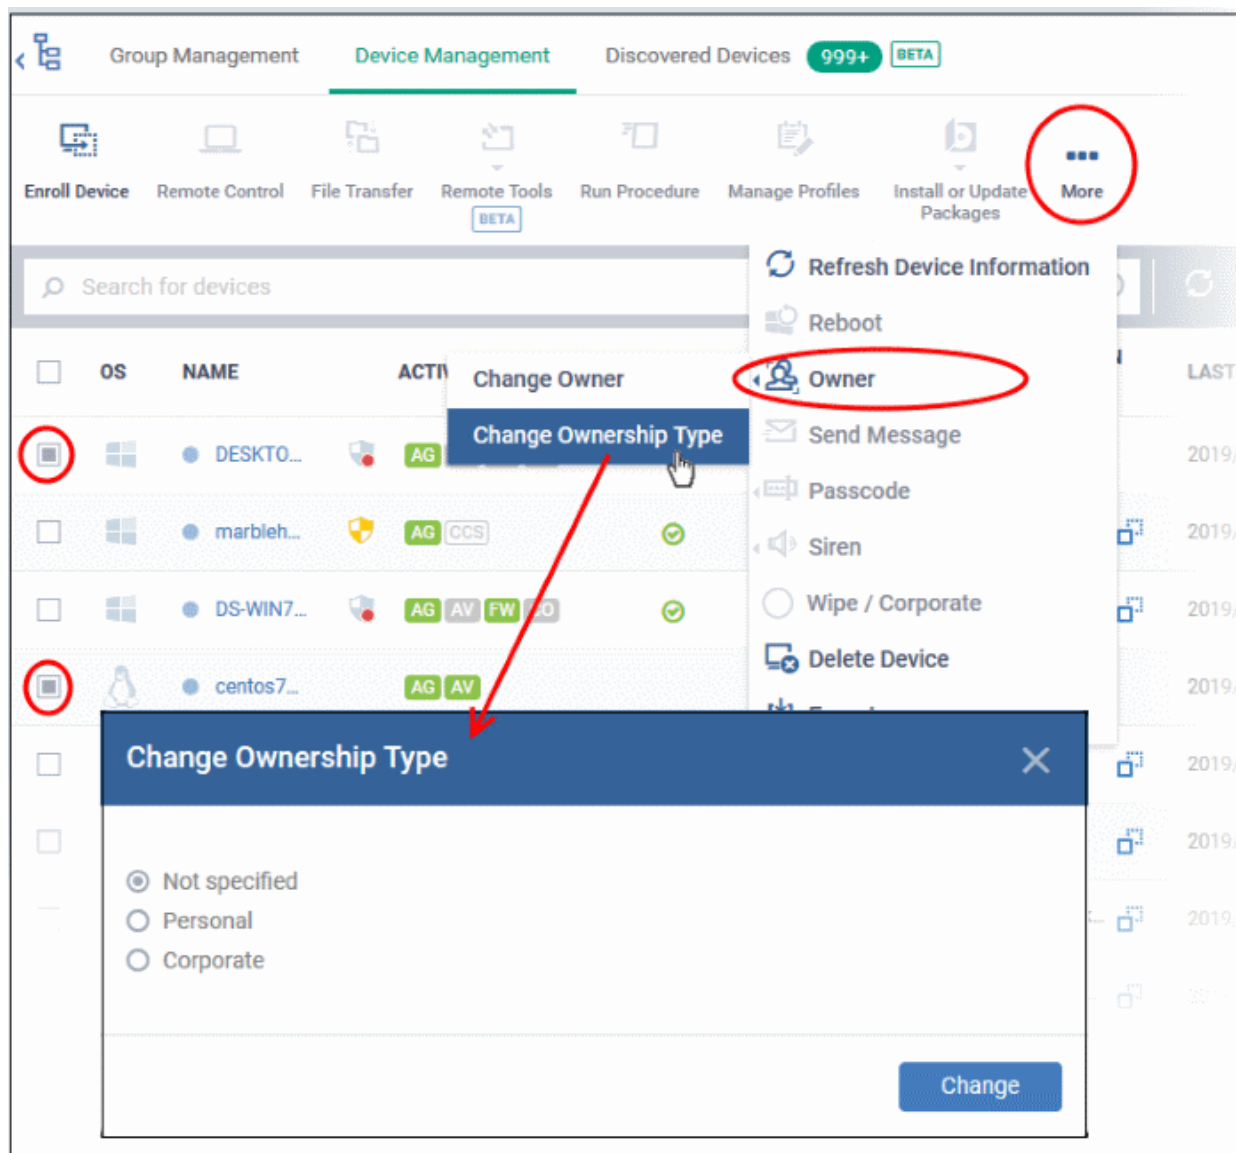 Group Management Device Management Discovered Devices 999+ BETA
Enroll Device Remote Control File Transfer Remote Tools Run Procedure Manage Profiles Install or Update More
BETA Packages
Search for devices
Refresh Device Information
Reboot
OS NAME Change Owner Owner LAST
Change Ownership Type Send Message
DESKTO... AG 2019/
Passcode
marbleh... AG CCS 2019/
Siren
DS-WIN7... AG AV FW CO Wipe / Corporate 2019/
Delete Device
centos7... AG AV 2019/
Change Ownership Type
2019/
2019/
Not specified
Personal 2019
Corporate
Change